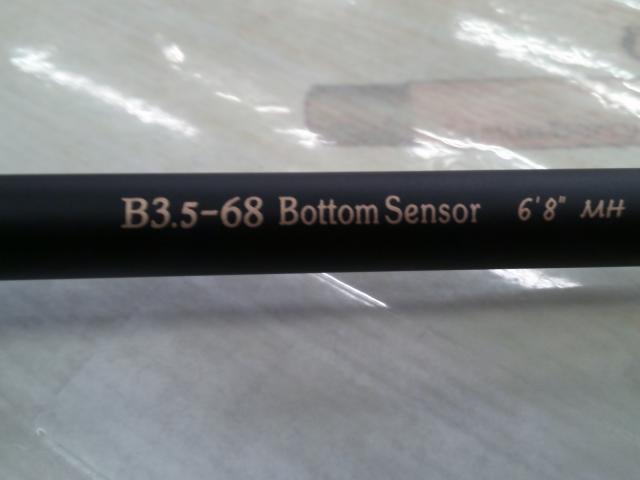 B3.5-68 Bottom Sensor 6'8" MH